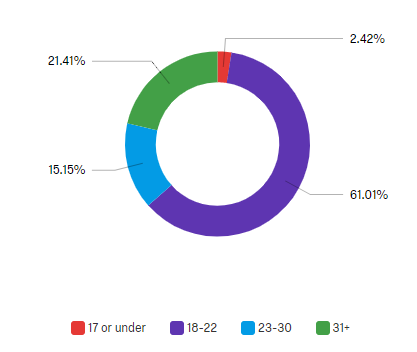 2.42%
21.41%
15.15%
61.01%
17 or under 18-22 23-30 31+